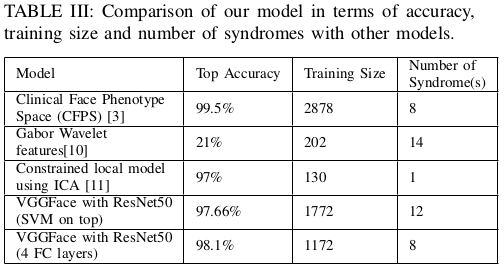 TABLE III: Comparison of our model in terms of accuracy,
training size and number of syndromes with other models.
Model Top Accuracy Training Size Number of
Syndrome(s)
Clinical Face Phenotype
Space (CFPS) [3] 99.5% 2878 8
Gabor Wavelet
features[10] 21% 202 14
Constrained local model
using ICA [11] 97% 130 1
VGGFace with ResNet50
(SVM on top) 97.66% 1772 12
VGGFace with ResNet50
(4 FC layers) 98.1% 1172 8